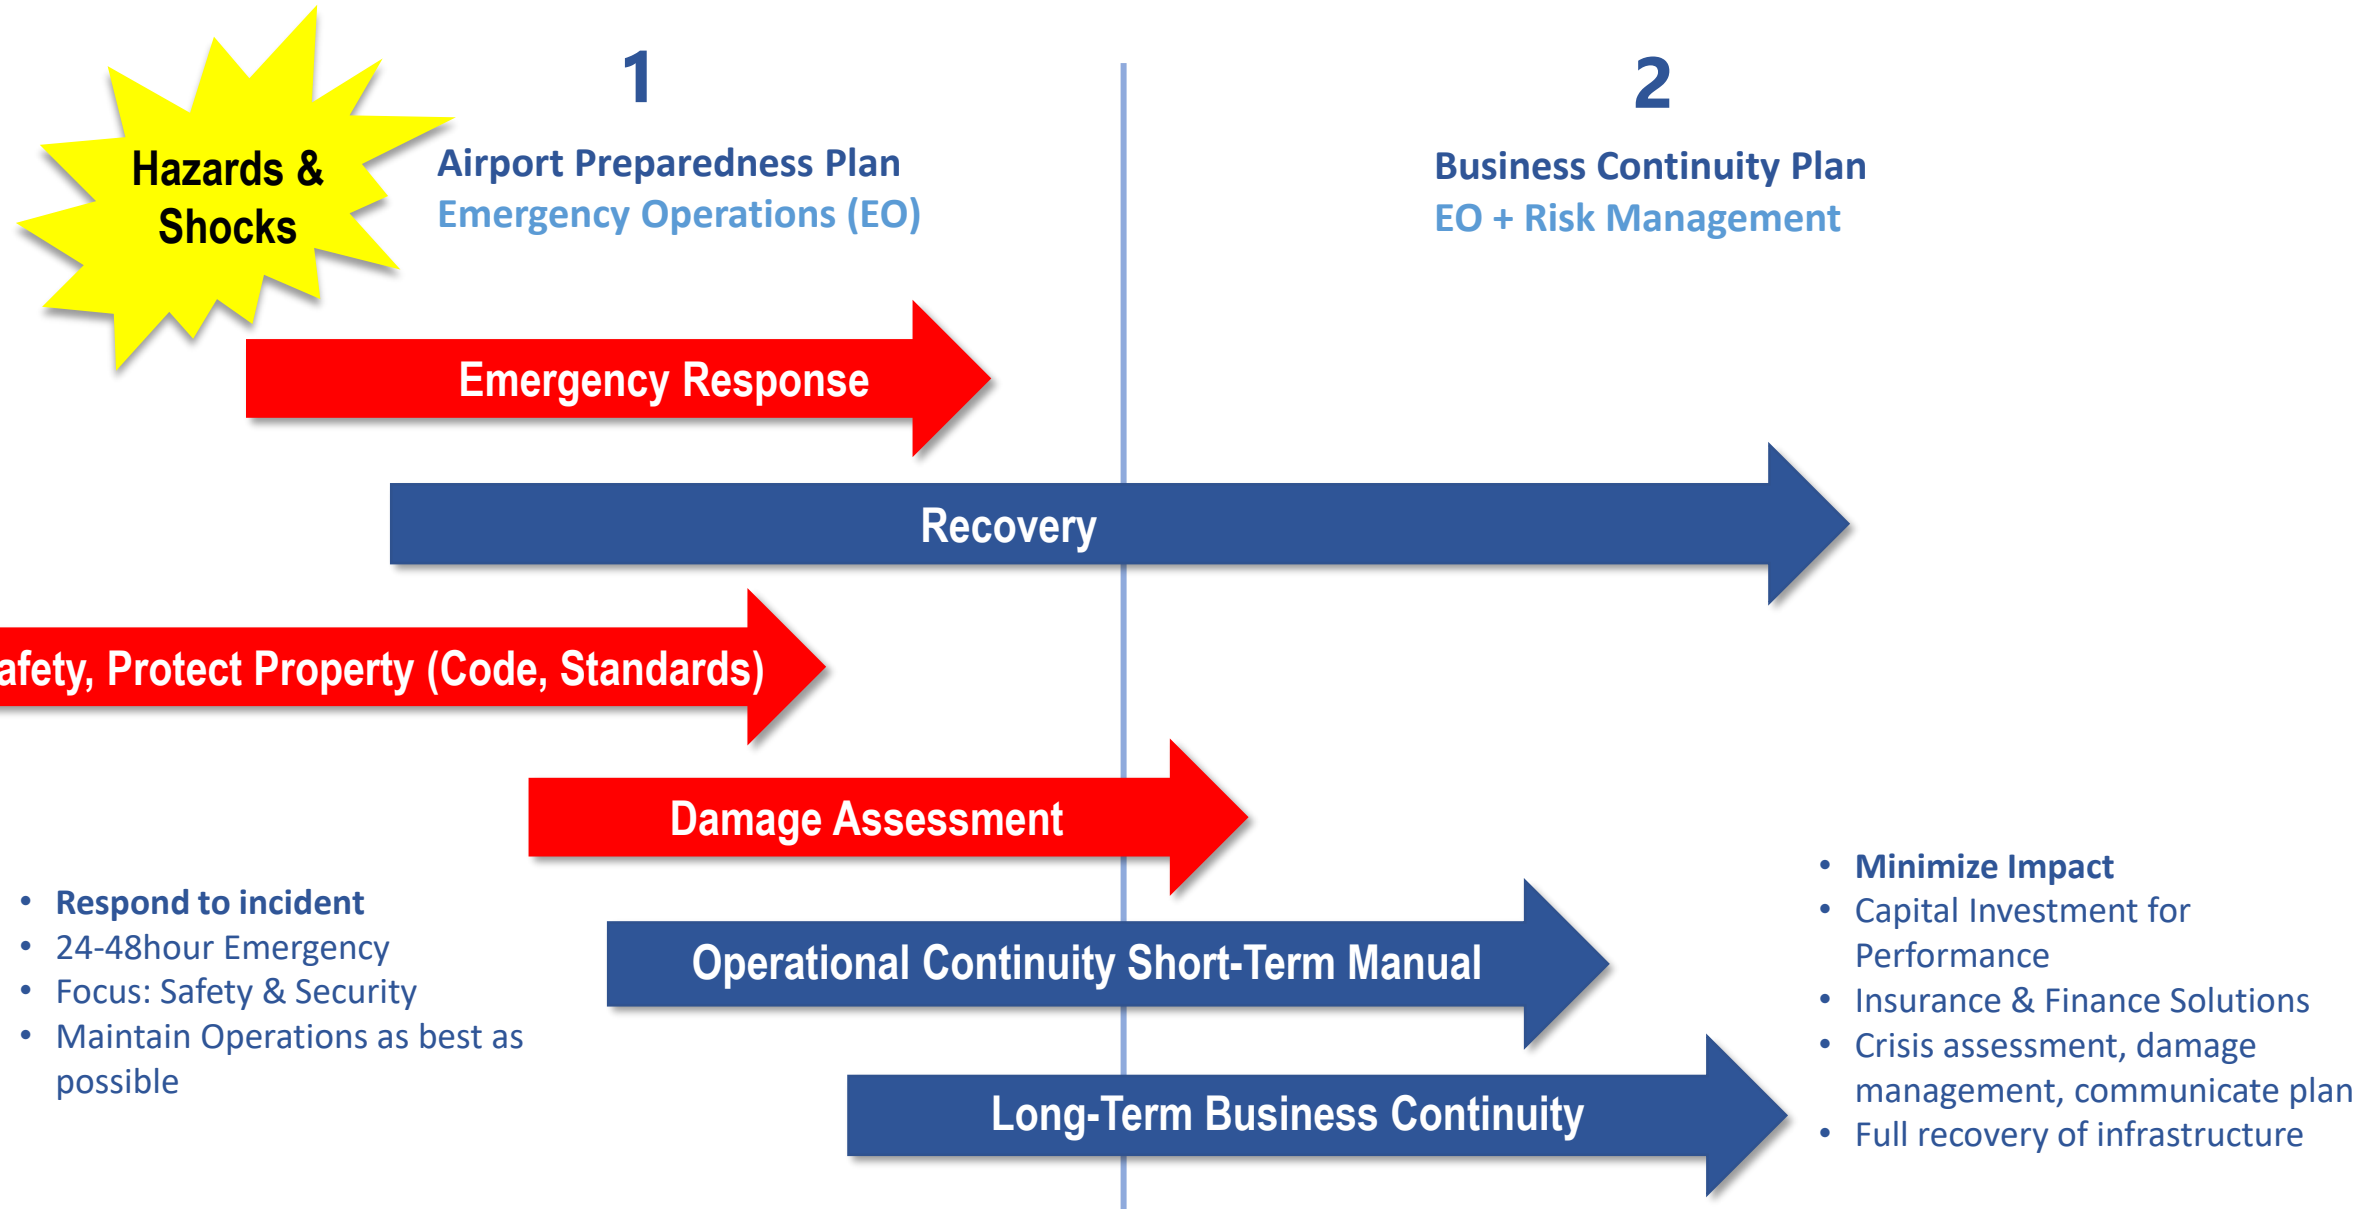 1
2
Hazards &
Shocks
Airport Preparedness Plan
Emergency Operations (EO)
Business Continuity Plan
EO + Risk Management
Emergency Response
Recovery
Protect Property (Code, Standards)
Damage Assessment
Operational Continuity Short-Term Manual
Long-Term Business Continuity
• Respond to incident
• 24-48hour Emergency
• Focus: Safety & Security
• Maintain Operations as best as
possible
• Minimize Impact
• Capital Investment for
Performance
• Insurance & Finance Solutions
• Crisis assessment, damage
management, communicate plan
• Full recovery of infrastructure